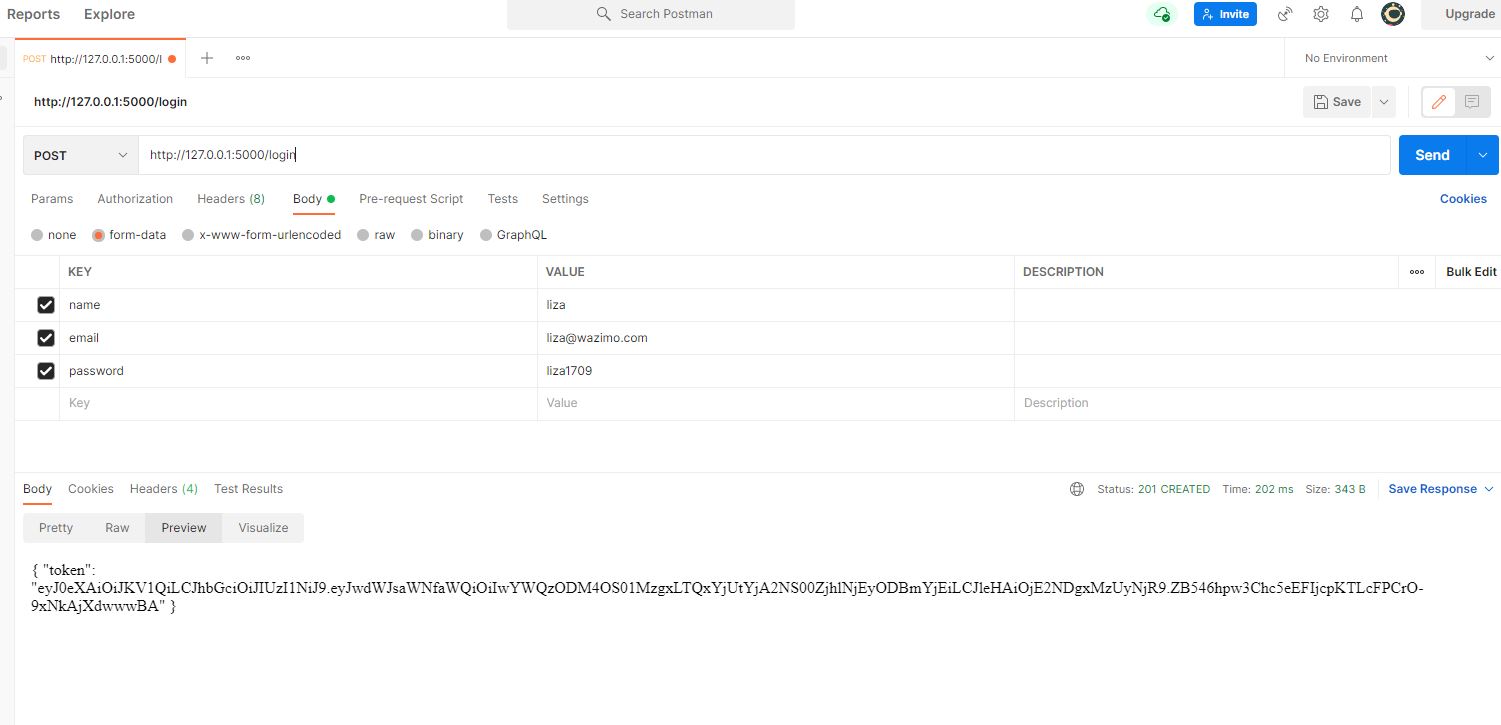 Reports Explore Search Postman Invite Upgrade
POST http://127.0.0.1:5000/l No Environment
http://127.0.0.1:5000/login Save
POST http://127.0.0.1:5000/login Send
Params Authorization Headers (8) Body Pre-request Script Tests Settings Cookies
none form-data x-www-form-urlencoded raw binary GraphQL
KEY VALUE DESCRIPTION Bulk Edit
name liza
email liza@wazimo.com
password liza1709
Key Value Description
Body Cookies Headers (4) Test Results Status: 201 CREATED Time: 202 ms Size: 343 B Save Response
Pretty Raw Preview Visualize
{ "token":
"eyJ0eXAiOiJKV1QiLCJhbGciOiJIUzI1NiJ9.eyJwdWJsaWNfaWQiOiIwYWQzODM4OS01MzgxLTQxYjUtYjA2NS00ZjhlNjEyODBmYjEiLCJleHAiOjE2NDgxMzUyNjR9.ZB546hpw3Chc5eEFIjcpKTLcFPCrO-
9xNkAjXdwwwBA" }